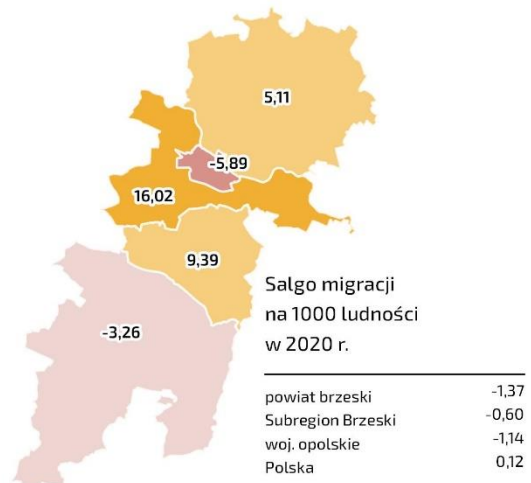 5,11
-5,89
16,02
9,39
-3,26
Salgo migracji
na 1000 ludności
w 2020 r.
powiat brzeski -1,37
Subregion Brzeski -0,60
woj. opolskie -1,14
Polska 0,12